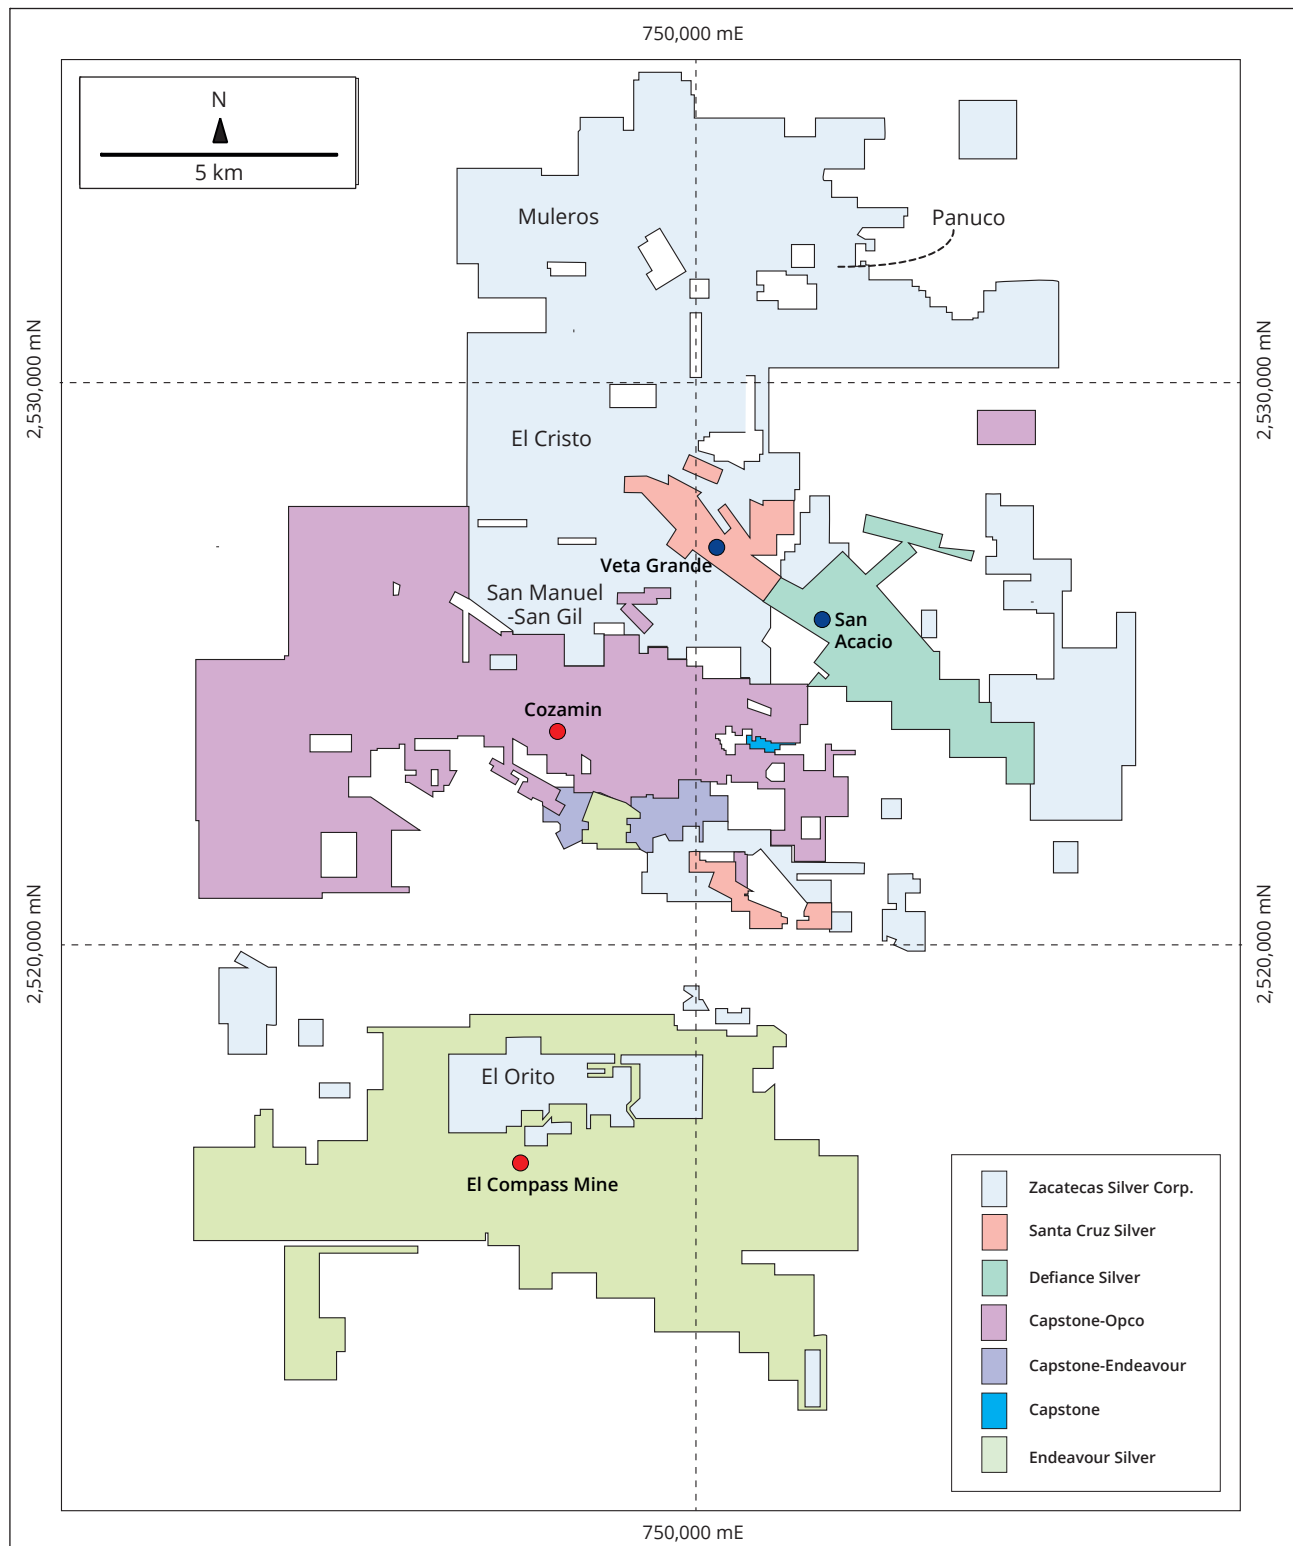 750,000 mE
N
5 km
Muleros
Panuco
2,530,000 mN
2,530,000 mN
El Cristo
Veta Grande
San Manuel
-San Gil
San
Acacio
Cozamin
2,520,000 mN
2,520,000 mN
El Orito
El Compass Mine
Zacatecas Silver Corp.
Santa Cruz Silver
Defiance Silver
Capstone-Opco
Capstone-Endeavour
Capstone
Endeavour Silver
750,000 mE